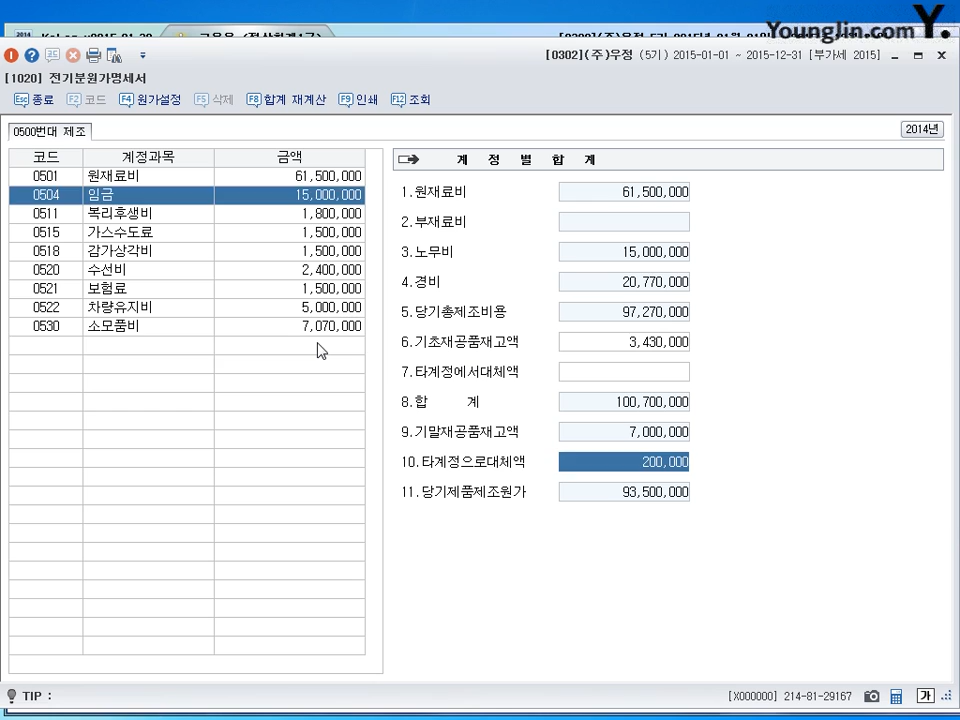 Younglin.com Y.
[0302](주)우정 (5기) 2015-01-01 ~ 2015-12-31 [부가세 2015]
[1020] 전기분원가명세서
Esc 종료 F2 코드 F4 원가설정 F5 삭제 F8 합계 재계산 F9 인쇄 F12 조회
0500번대 제조 2014년
코드 계정과목 금액
0501 원재료비 61,500,000
0504 임금 15,000,000
0511 복리후생비 1,800,000
0515 가스수도료 1,500,000
0518 감가상각비 1,500,000
0520 수선비 2,400,000
0521 보험료 1,500,000
0522 차량유지비 5,000,000
0530 소모품비 7,070,000
계 정 별 합 계
1.원재료비 61,500,000
2.부재료비
3.노무비 15,000,000
4.경비 20,770,000
5.당기총제조비용 97,270,000
6.기초재공품재고액 3,430,000
7.타계정에서대체액
8.합 계 100,700,000
9.기말재공품재고액 7,000,000
10.타계정으로대체액 200,000
11.당기제품제조원가 93,500,000
TIP :
[X000000] 214-81-29167 가